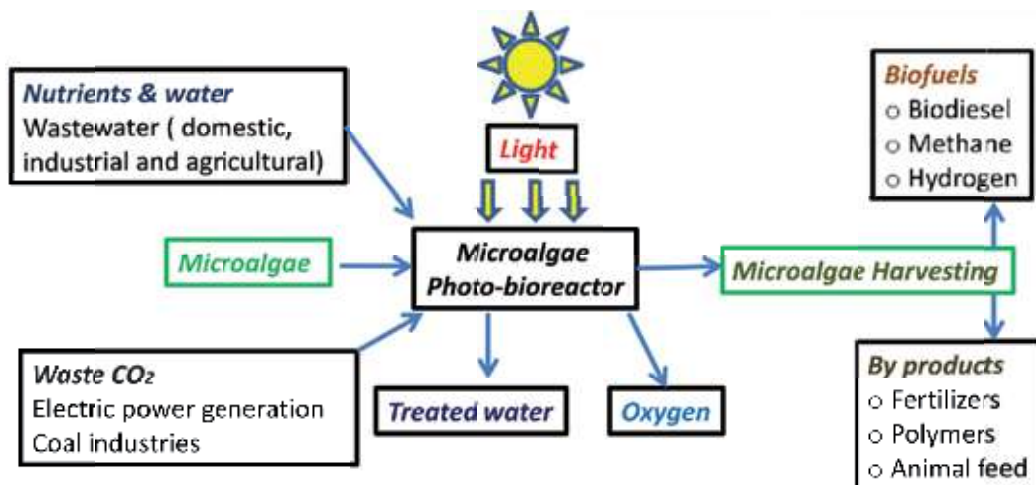 Nutrients & water
Wastewater ( domestic,
industrial and agricultural)
Light
Biofuels
o Biodiesel
o Methane
o Hydrogen
Microalgae
Microalgae
Photo-bioreactor
Microalgae Harvesting
Waste CO₂
Electric power generation
Coal industries
Treated water
Oxygen
By products
o Fertilizers
o Polymers
o Animal feed